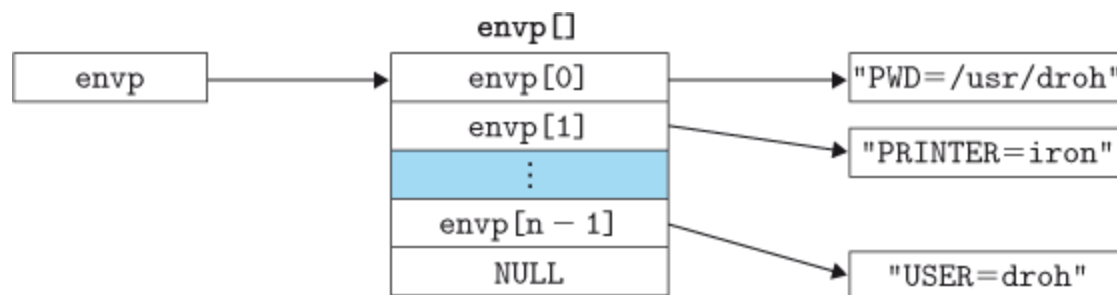 envp[]
envp
envp[0]
"PWD=/usr/droh"
envp[1]
"PRINTER=iron"
⋮
envp[n − 1]
NULL
"USER=droh"